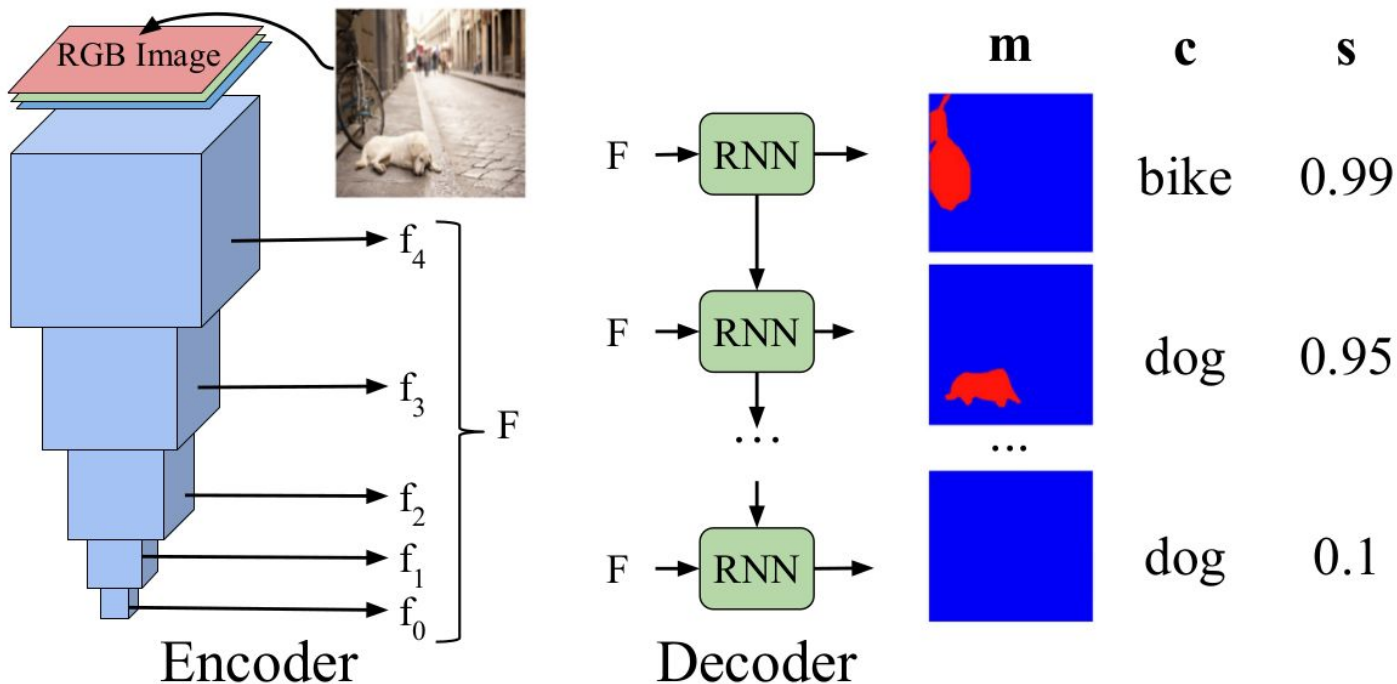 RGB Image
f4
f3
f2
f1
f0
F
Encoder
F
RNN
F
RNN
...
F
RNN
Decoder
m
c
s
bike
0.99
dog
0.95
...
dog
0.1